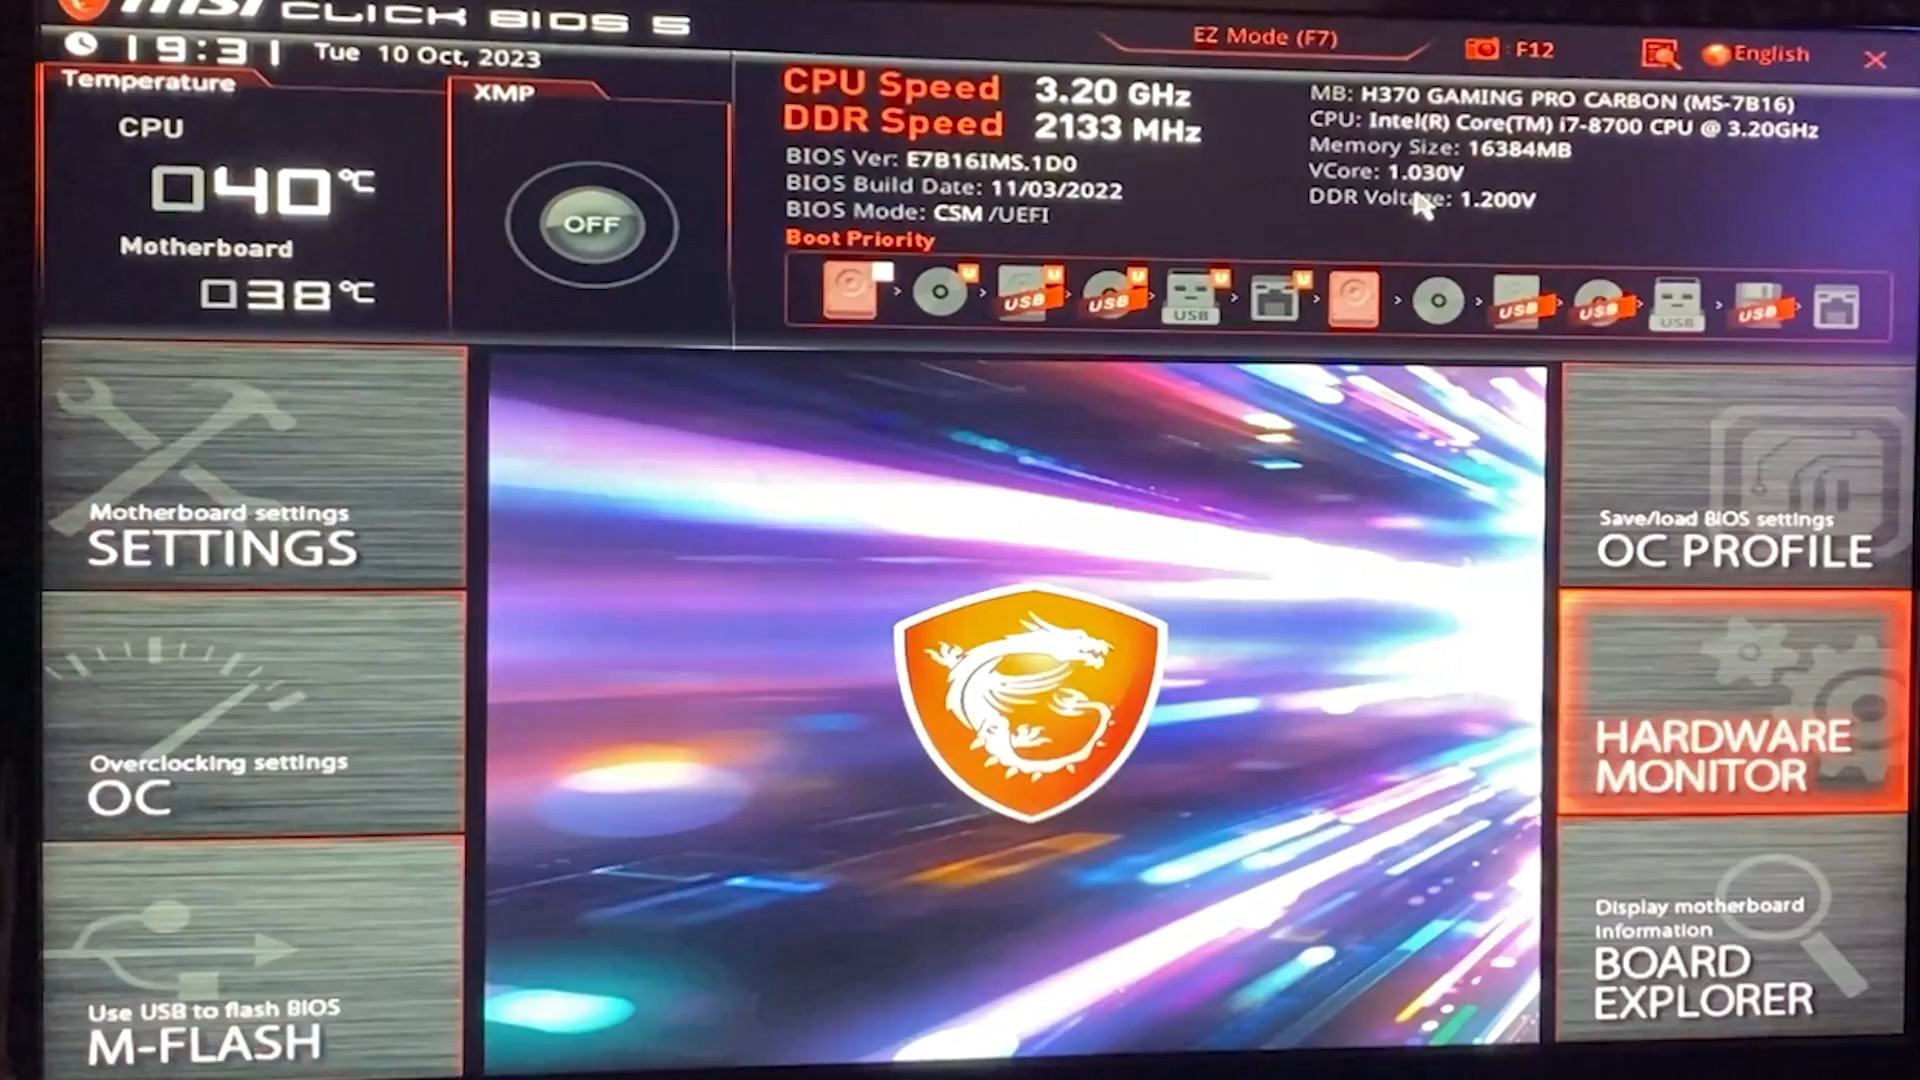 msi CLICK BIOS 5
19:31 Tue 10 Oct, 2023
EZ Mode (F7)
: F12
English
X
Temperature
CPU
040°C
Motherboard
038°C
XMP
OFF
CPU Speed 3.20 GHz
DDR Speed 2133 MHz
BIOS Ver: E7B16IMS.1D0
BIOS Build Date: 11/03/2022
BIOS Mode: CSM /UEFI
Boot Priority
MB: H370 GAMING PRO CARBON (MS-7B16)
CPU: Intel(R) Core(TM) i7-8700 CPU @ 3.20GHz
Memory Size: 16384MB
VCore: 1.030V
DDR Voltage: 1.200V
U U U U U
USB USB USB USB USB USB USB
Motherboard settings
SETTINGS
Overclocking settings
OC
Use USB to flash BIOS
M-FLASH
Save/load BIOS settings
OC PROFILE
HARDWARE
MONITOR
Display motherboard
information
BOARD
EXPLORER